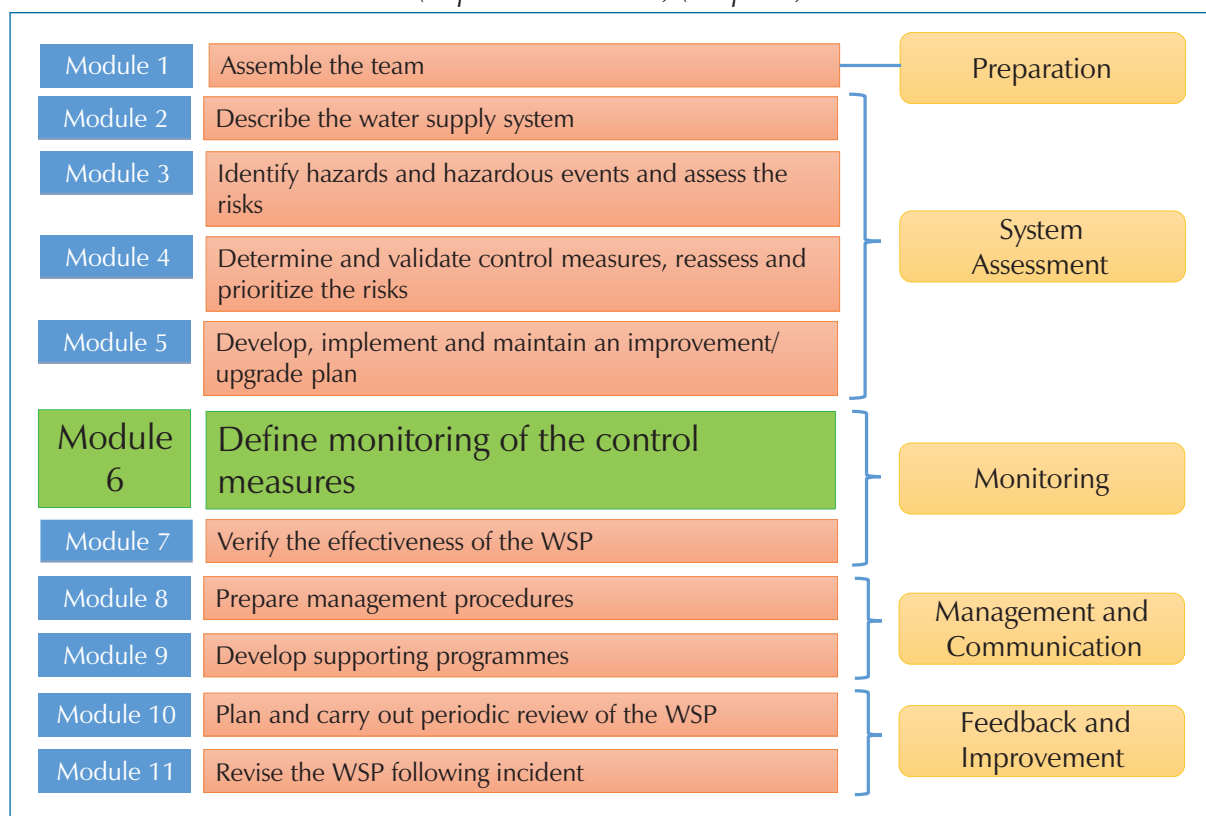 Module 1
Assemble the team
Preparation
Module 2
Describe the water supply system
Module 3
Identify hazards and hazardous events and assess the
risks
System
Assessment
Module 4
Determine and validate control measures, reassess and
prioritize the risks
Module 5
Develop, implement and maintain an improvement/
upgrade plan
Module
6
Define monitoring of the control
measures
Monitoring
Module 7
Verify the effectiveness of the WSP
Module 8
Prepare management procedures
Management and
Communication
Module 9
Develop supporting programmes
Module 10
Plan and carry out periodic review of the WSP
Feedback and
Improvement
Module 11
Revise the WSP following incident